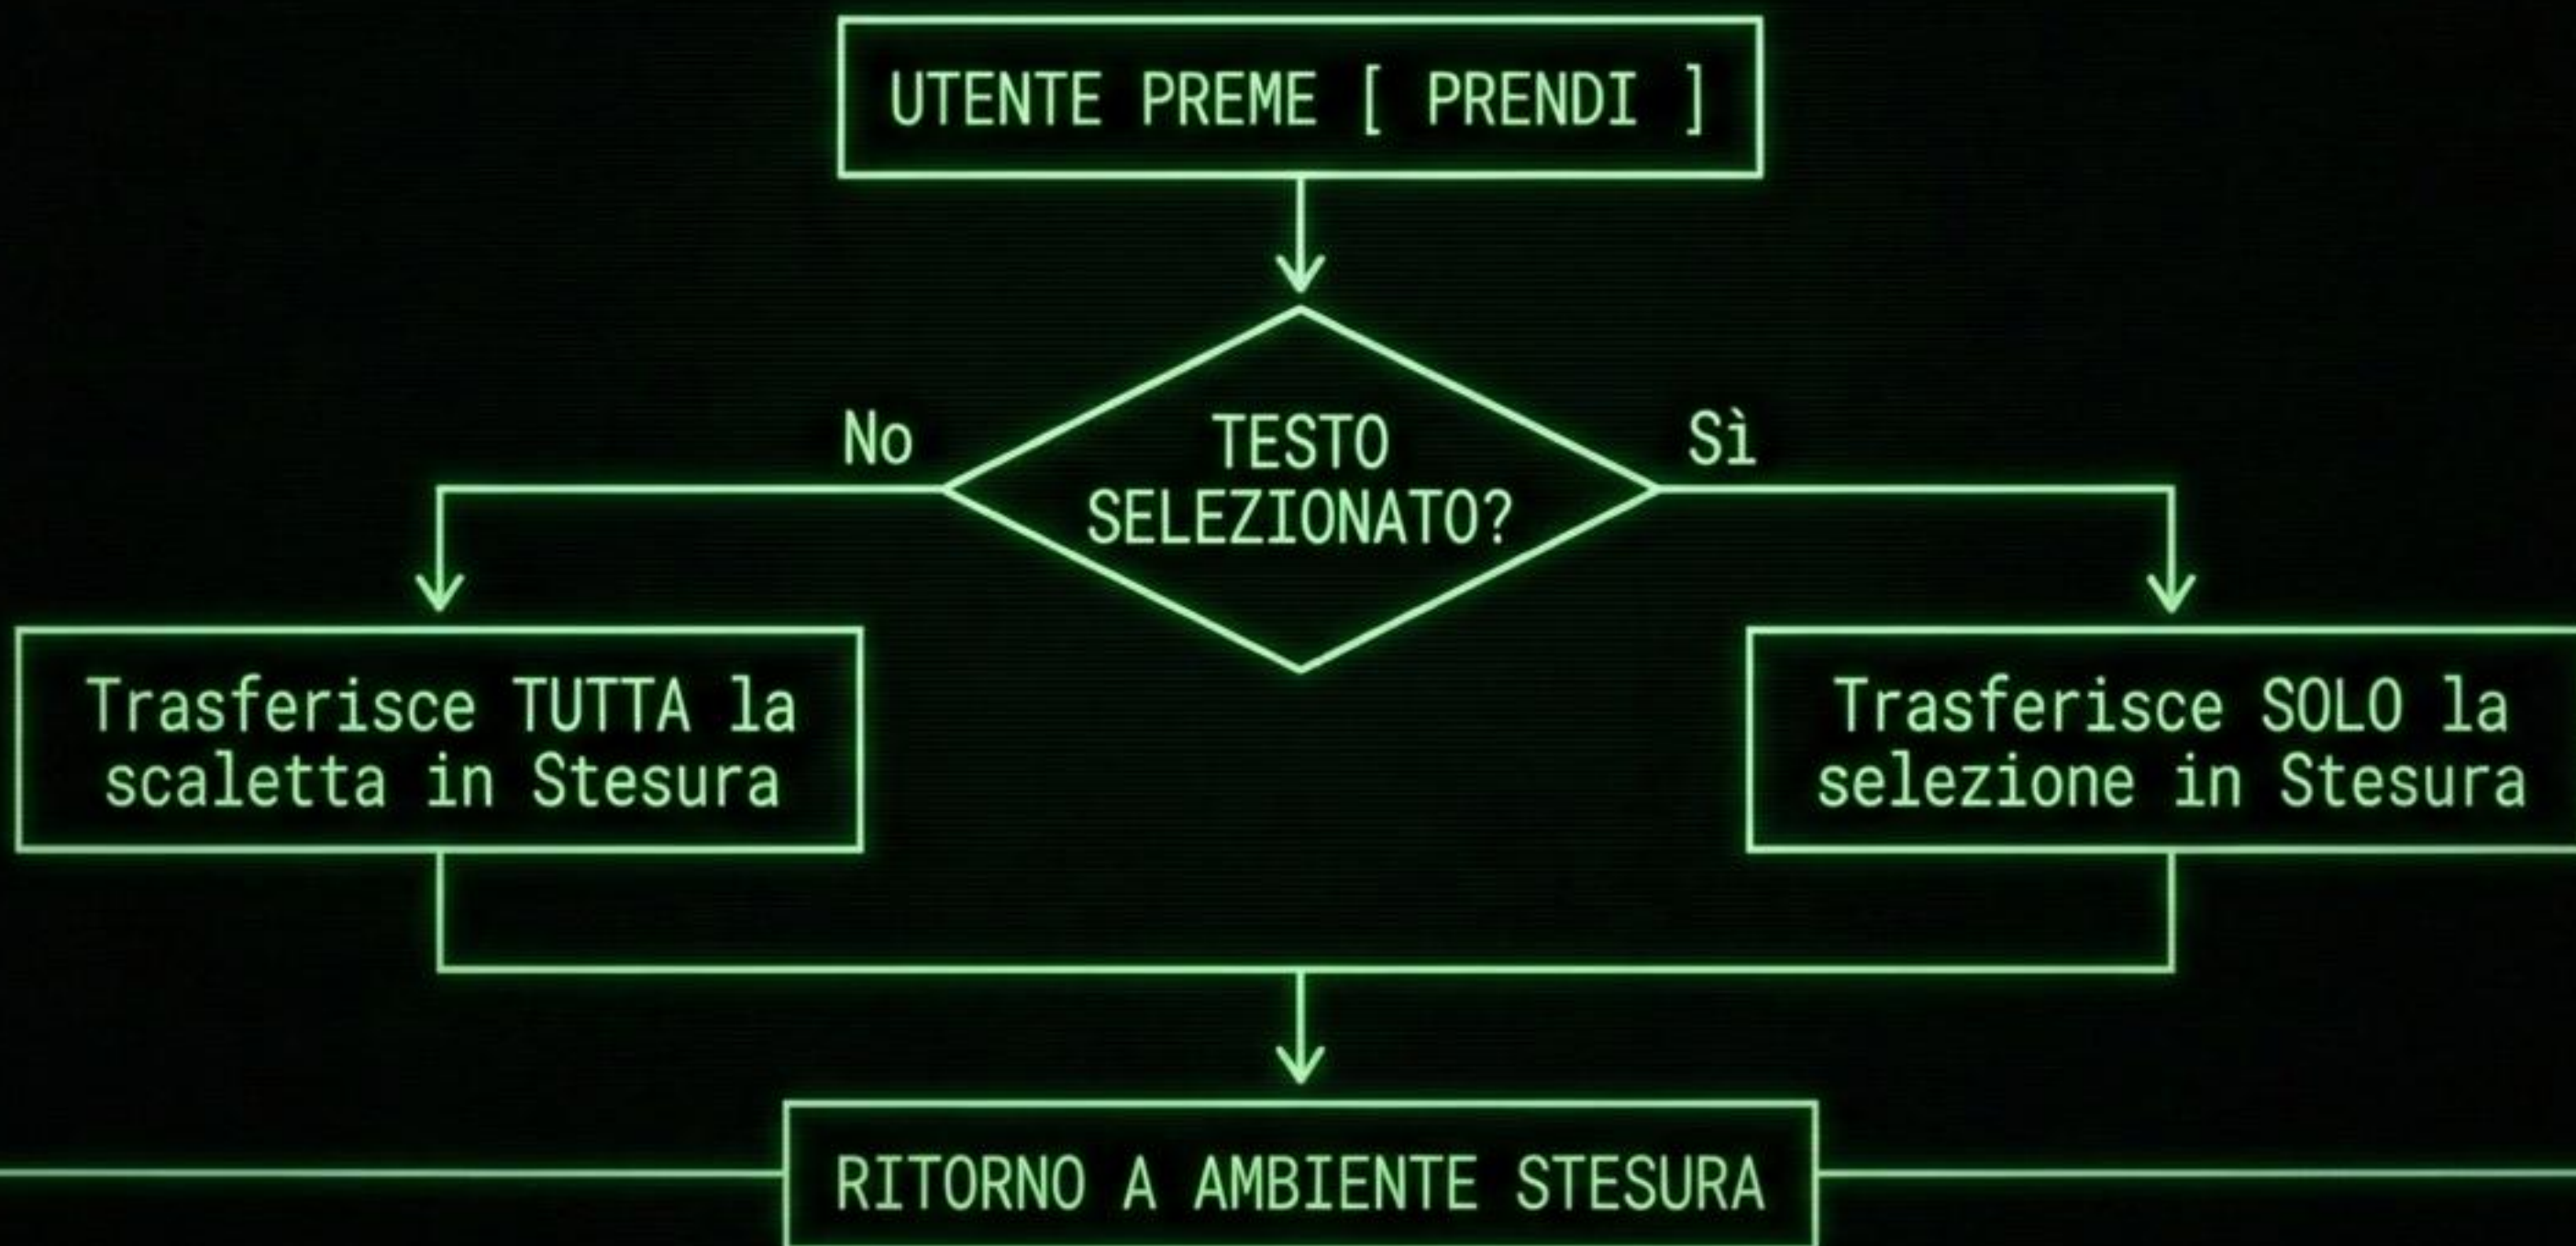 UTENTE PREME [ PRENDI ]
No
TESTO
SELEZIONATO?
Sì
Trasferisce TUTTA la
scaletta in Stesura
Trasferisce SOLO la
selezione in Stesura
RITORNO A AMBIENTE STESURA